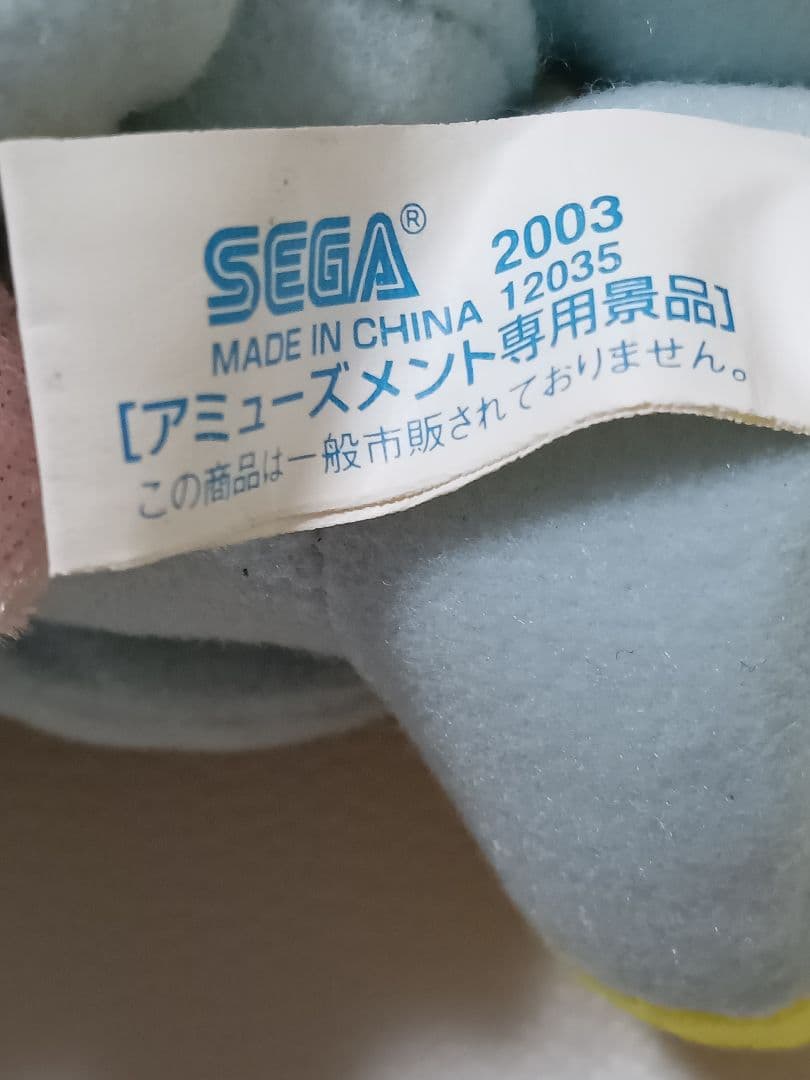 SEGA® 2003
MADE IN CHINA 12035
[アミューズメント専用景品]
この商品は一般市販されておりません。